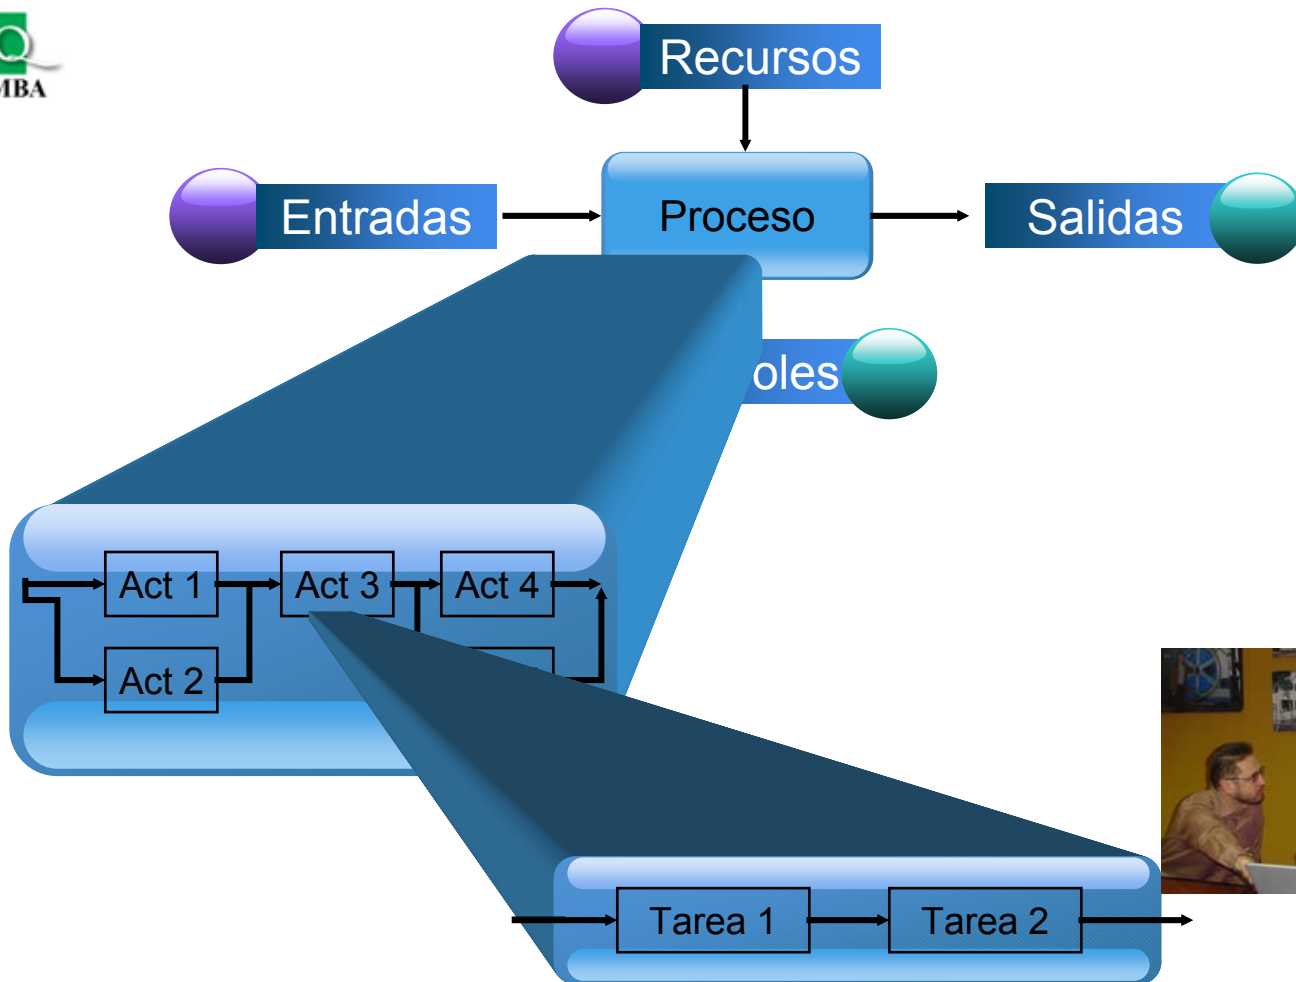 Q
MBA
Recursos
Entradas
Proceso
Salidas
oles
Act 1
Act 3
Act 4
Act 2
Tarea 1
Tarea 2